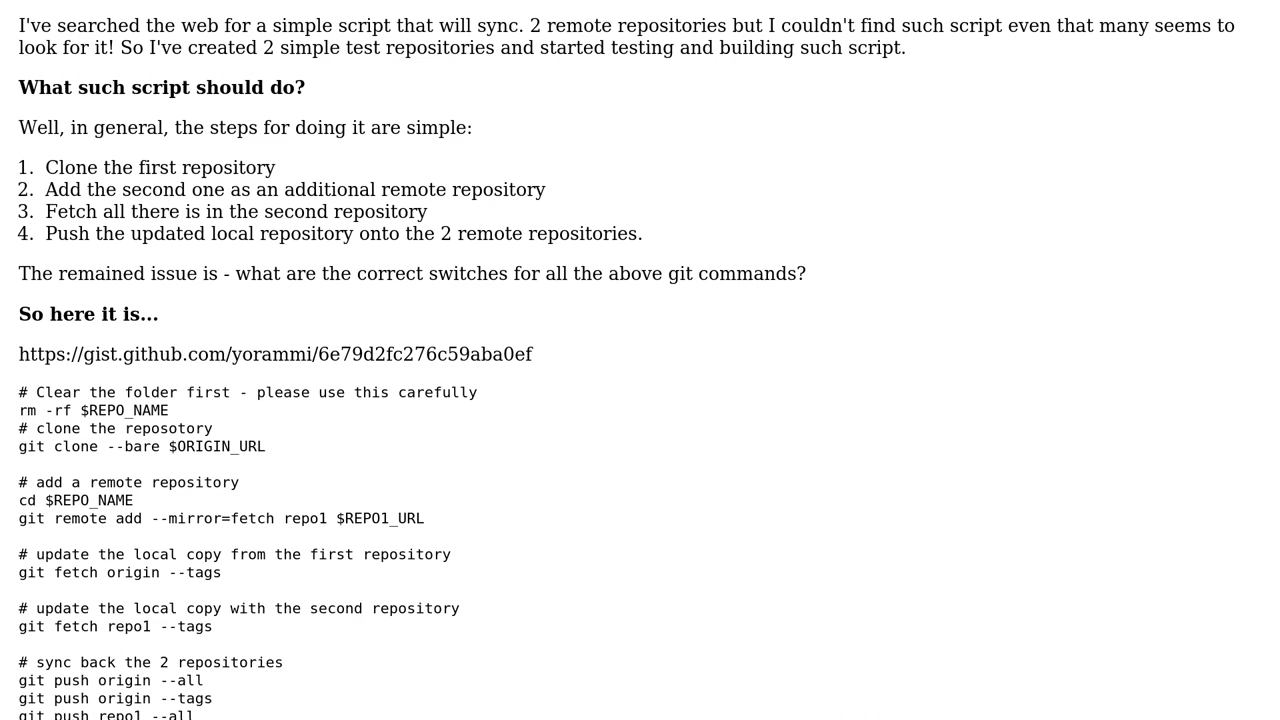 I've searched the web for a simple script that will sync. 2 remote repositories but I couldn't find such script even that many seems to
look for it! So I've created 2 simple test repositories and started testing and building such script.
What such script should do?
Well, in general, the steps for doing it are simple:
1. Clone the first repository
2. Add the second one as an additional remote repository
3. Fetch all there is in the second repository
4. Push the updated local repository onto the 2 remote repositories.
The remained issue is - what are the correct switches for all the above git commands?
So here it is...
https://gist.github.com/yorammi/6e79d2fc276c59aba0ef
# Clear the folder first - please use this carefully
rm -rf $REPO_NAME
# clone the reposotory
git clone --bare $ORIGIN_URL
# add a remote repository
cd $REPO_NAME
git remote add --mirror=fetch repo1 $REPO1_URL
# update the local copy from the first repository
git fetch origin --tags
# update the local copy with the second repository
git fetch repo1 --tags
# sync back the 2 repositories
git push origin --all
git push origin --tags
git push repo1 --all